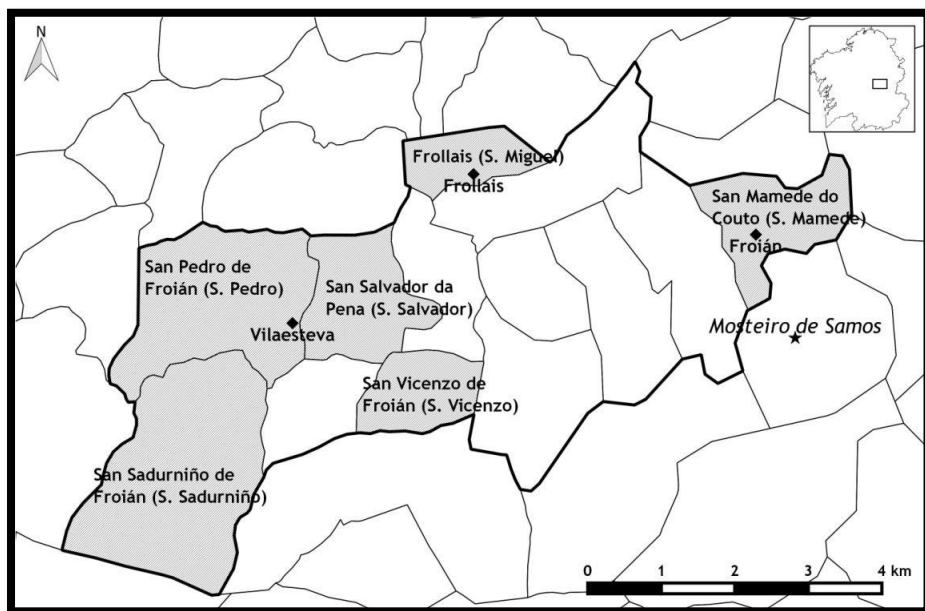 N
Frollais (S. Miguel)
Frollais
San Mamede do
Couto (S. Mamede)
Froián
San Pedro de
Froián (S. Pedro)
San Salvador da
Pena (S. Salvador)
Vilaesteva
Mosteiro de Samos
San Vicenzo de
Froián (S. Vicenzo)
San Sadurniño de
Froián (S. Sadurniño)
0 1 2 3 4 km